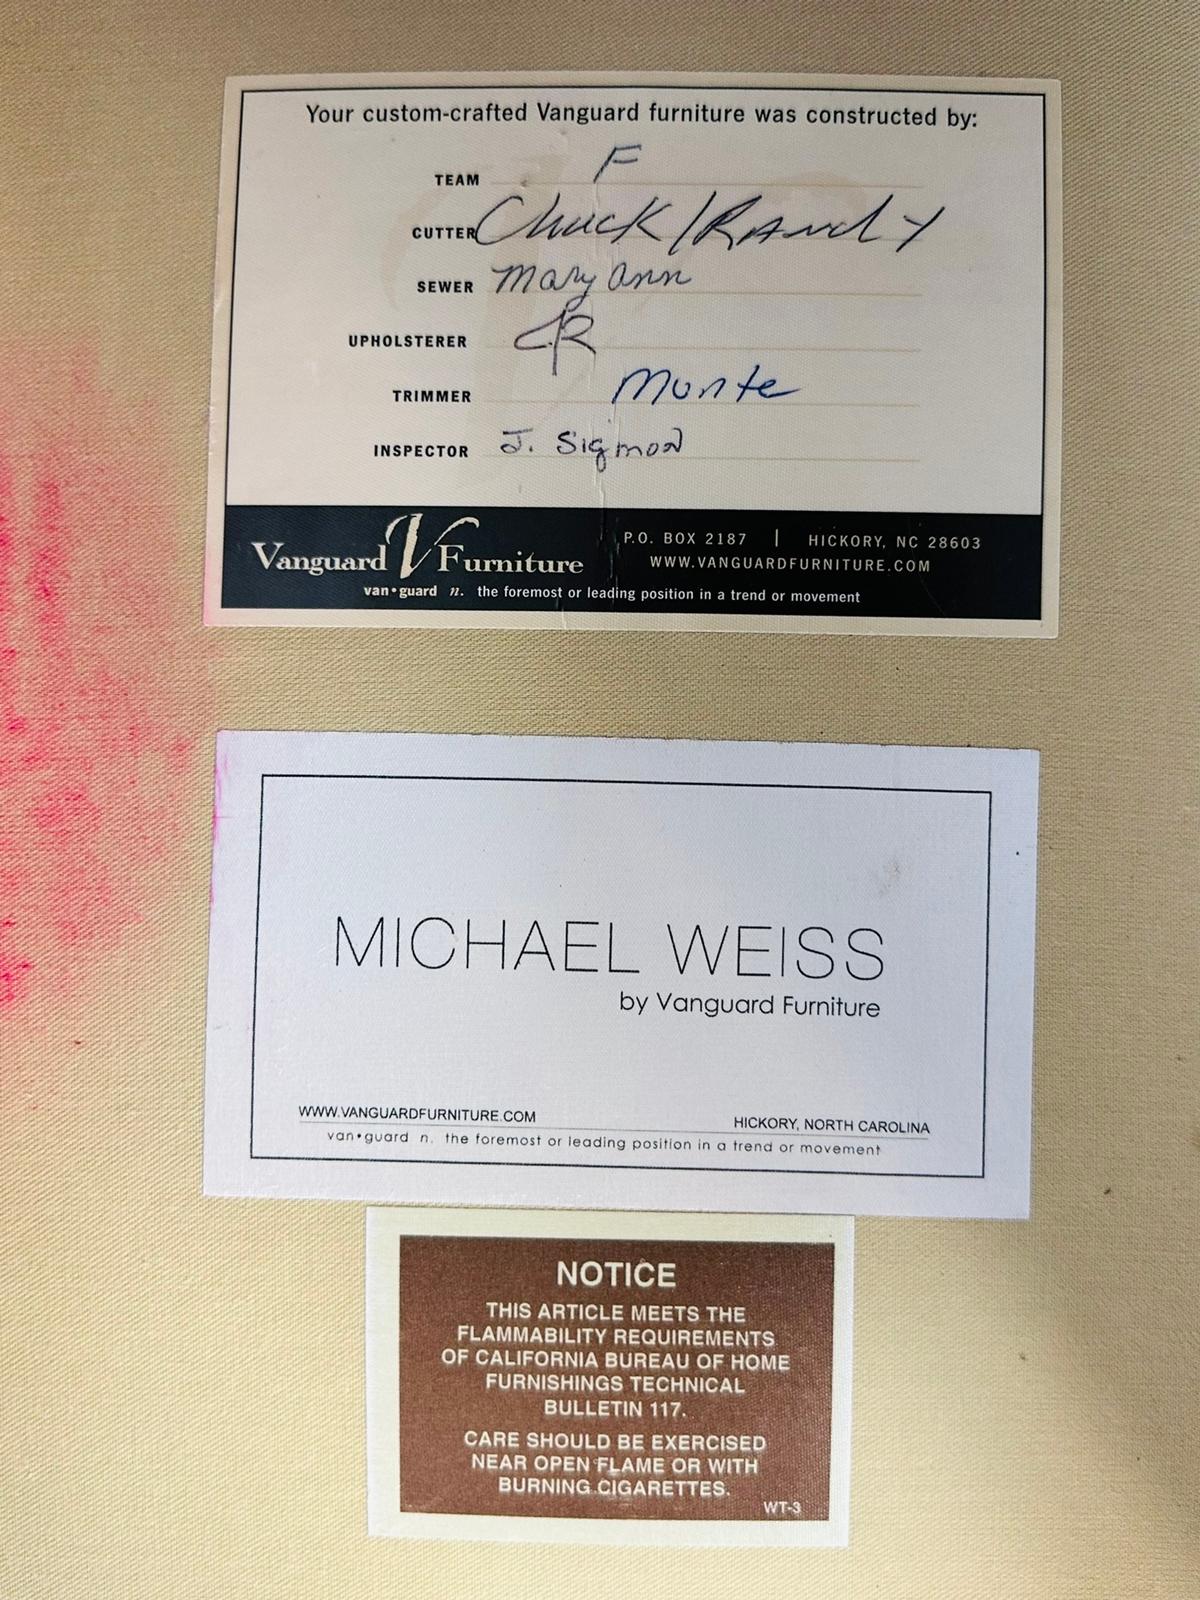 Your custom-crafted Vanguard furniture was constructed by:
TEAM F
CUTTER Chuck / Randy
SEWER Mary Ann
UPHOLSTERER
TRIMMER Monte
INSPECTOR J. Sigmon
Vanguard V Furniture
P.O. BOX 2187 | HICKORY, NC 28603
WWW.VANGUARDFURNITURE.COM
van•guard n. the foremost or leading position in a trend or movement
MICHAEL WEISS
by Vanguard Furniture
WWW.VANGUARDFURNITURE.COM HICKORY, NORTH CAROLINA
van•guard n. the foremost or leading position in a trend or movement
NOTICE
THIS ARTICLE MEETS THE
FLAMMABILITY REQUIREMENTS
OF CALIFORNIA BUREAU OF HOME
FURNISHINGS TECHNICAL
BULLETIN 117.
CARE SHOULD BE EXERCISED
NEAR OPEN FLAME OR WITH
BURNING CIGARETTES.
WT-3